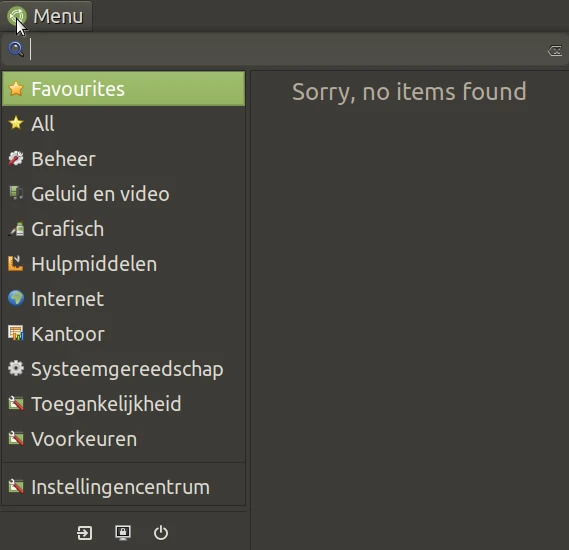 Menu
Favourites
Sorry, no items found
All
Beheer
Geluid en video
Grafisch
Hulpmiddelen
Internet
Kantoor
Systeemgereedschap
Toegankelijkheid
Voorkeuren
Instellingencentrum